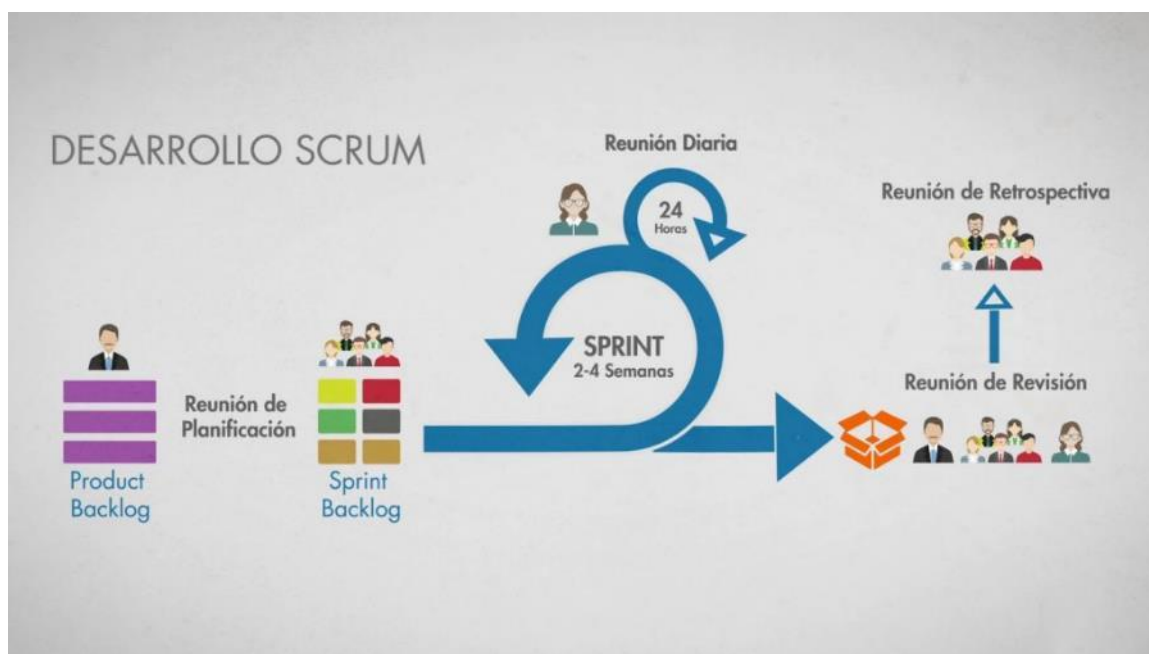 DESARROLLO SCRUM
Reunión Diaria
24
Horas
Reunión de Retrospectiva
SPRINT
2-4 Semanas
Reunión de Revisión
Reunión de
Planificación
Product
Backlog
Sprint
Backlog